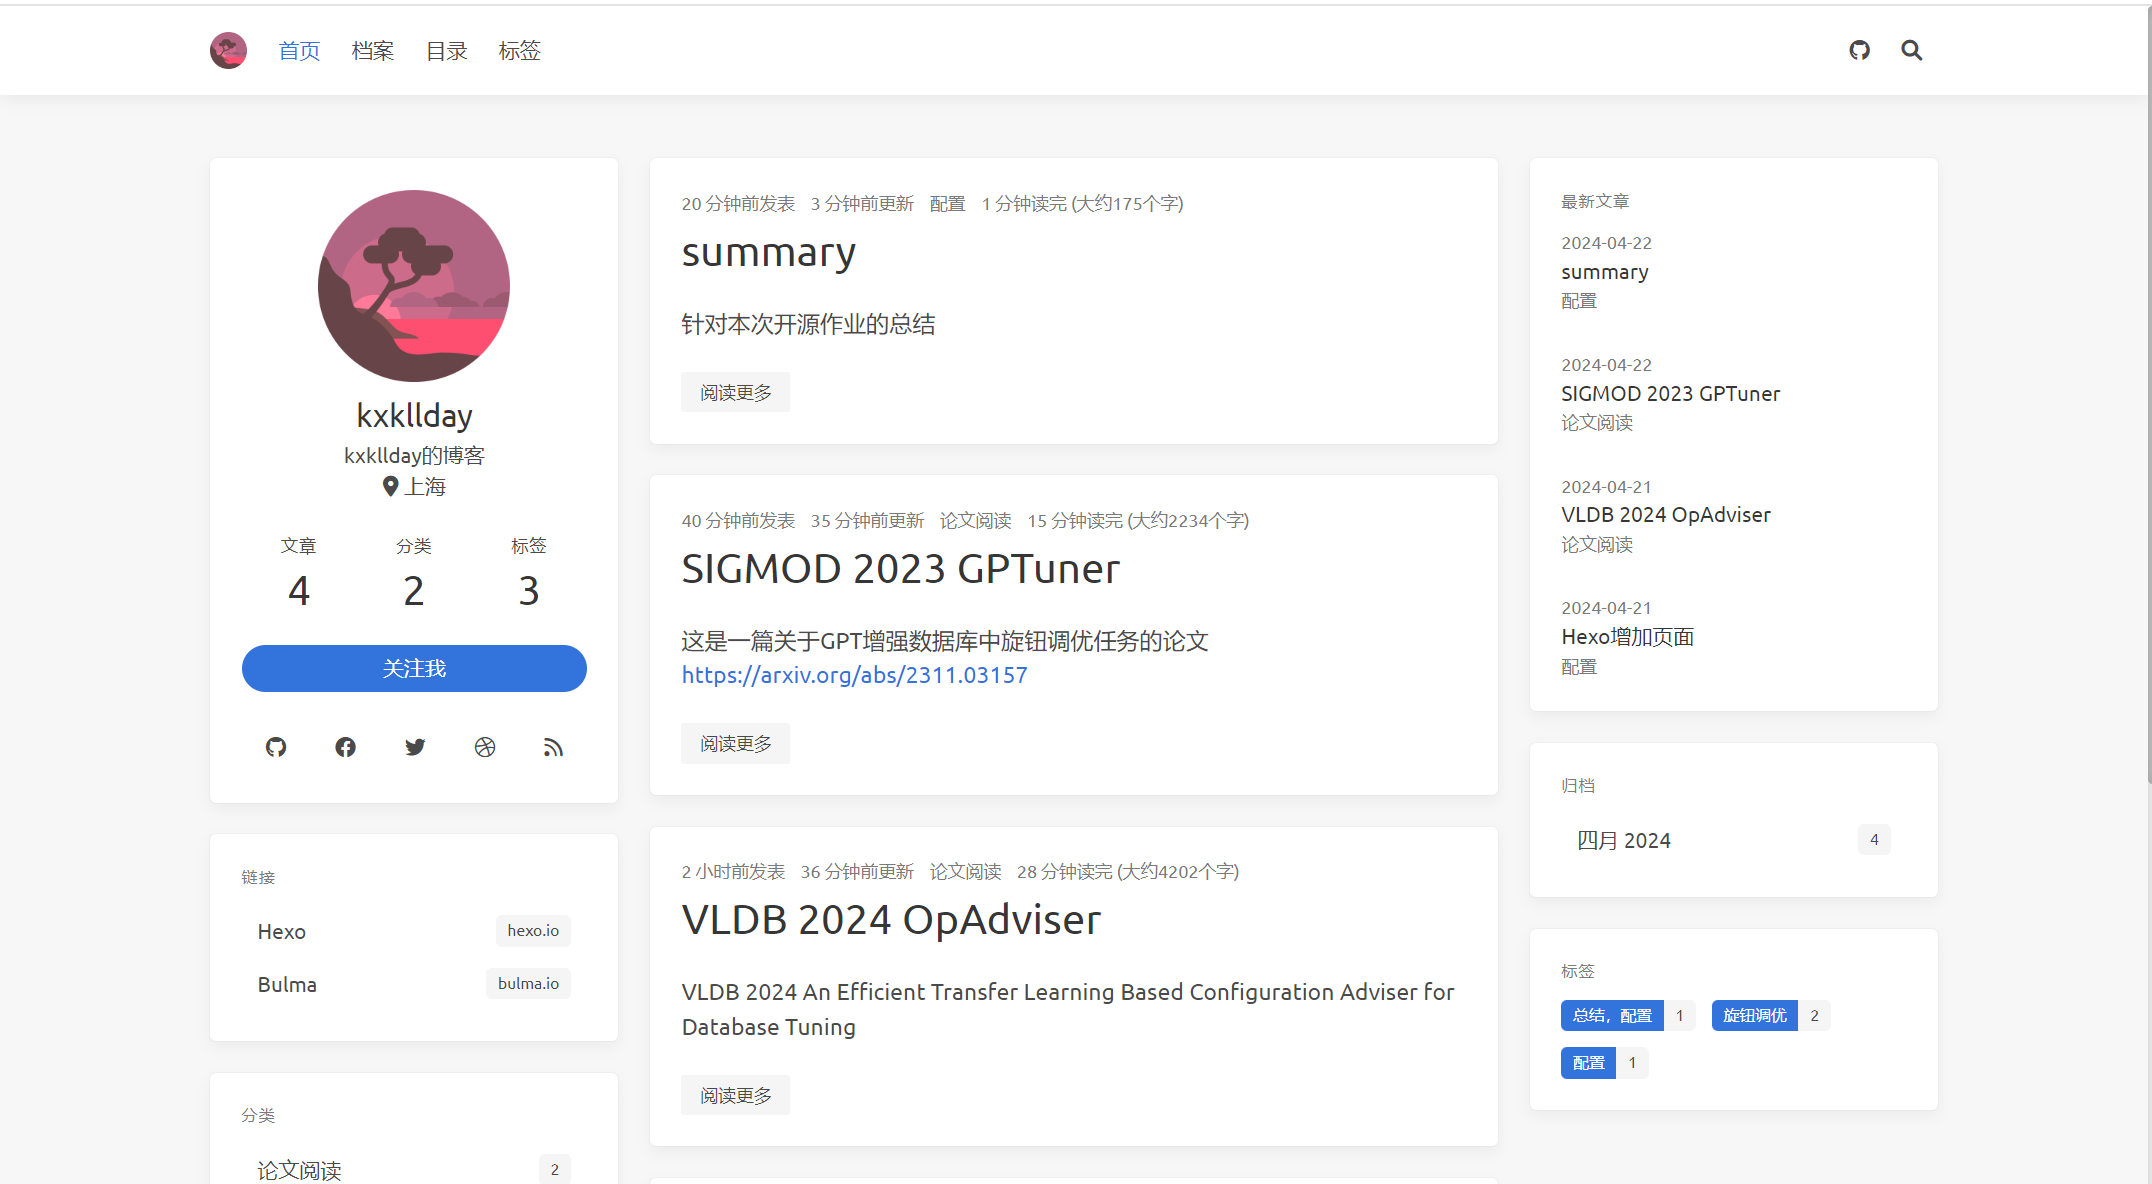 首页 档案 目录 标签
kxkllday
kxkllday的博客
上海
文章 分类 标签
4 2 3
关注我
链接
Hexo hexo.io
Bulma bulma.io
分类
论文阅读 2
20 分钟前发表 3 分钟前更新 配置 1 分钟读完 (大约175个字)
summary
针对本次开源作业的总结
阅读更多
40 分钟前发表 35 分钟前更新 论文阅读 15 分钟读完 (大约2234个字)
SIGMOD 2023 GPTuner
这是一篇关于GPT增强数据库中旋钮调优任务的论文
https://arxiv.org/abs/2311.03157
阅读更多
2 小时前发表 36 分钟前更新 论文阅读 28 分钟读完 (大约4202个字)
VLDB 2024 OpAdviser
VLDB 2024 An Efficient Transfer Learning Based Configuration Adviser for
Database Tuning
阅读更多
最新文章
2024-04-22
summary
配置
2024-04-22
SIGMOD 2023 GPTuner
论文阅读
2024-04-21
VLDB 2024 OpAdviser
论文阅读
2024-04-21
Hexo增加页面
配置
归档
四月 2024 4
标签
总结，配置 1 旋钮调优 2
配置 1